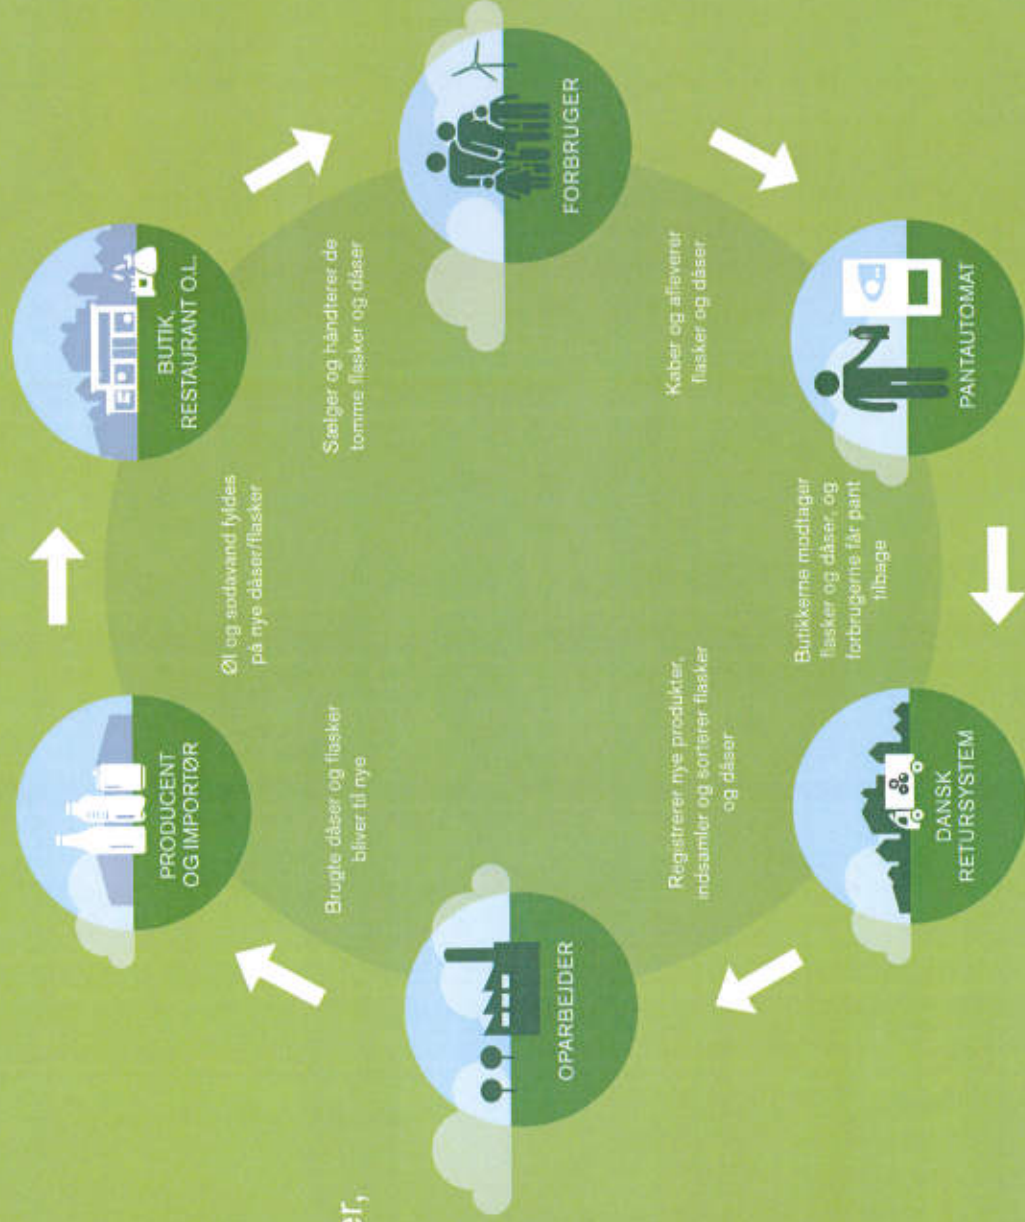 PRODUCENT
OG IMPORTØR
Øl og sodavand fyldes
på nye dåser/flasker
BUTIK,
RESTAURANT O.L.
Sælger og håndterer de
tomme flasker og dåser
FORBRUGER
Køber og afleverer
flasker og dåser
PANTAUTOMAT
Butikkerne modtager
flasker og dåser, og
forbrugerne får pant
tilbage
DANSK
RETURSYSTEM
Registrerer nye produkter,
indsamler og sorterer flasker
og dåser
OPARBEJDER
Brugte dåser og flasker
bliver til nye